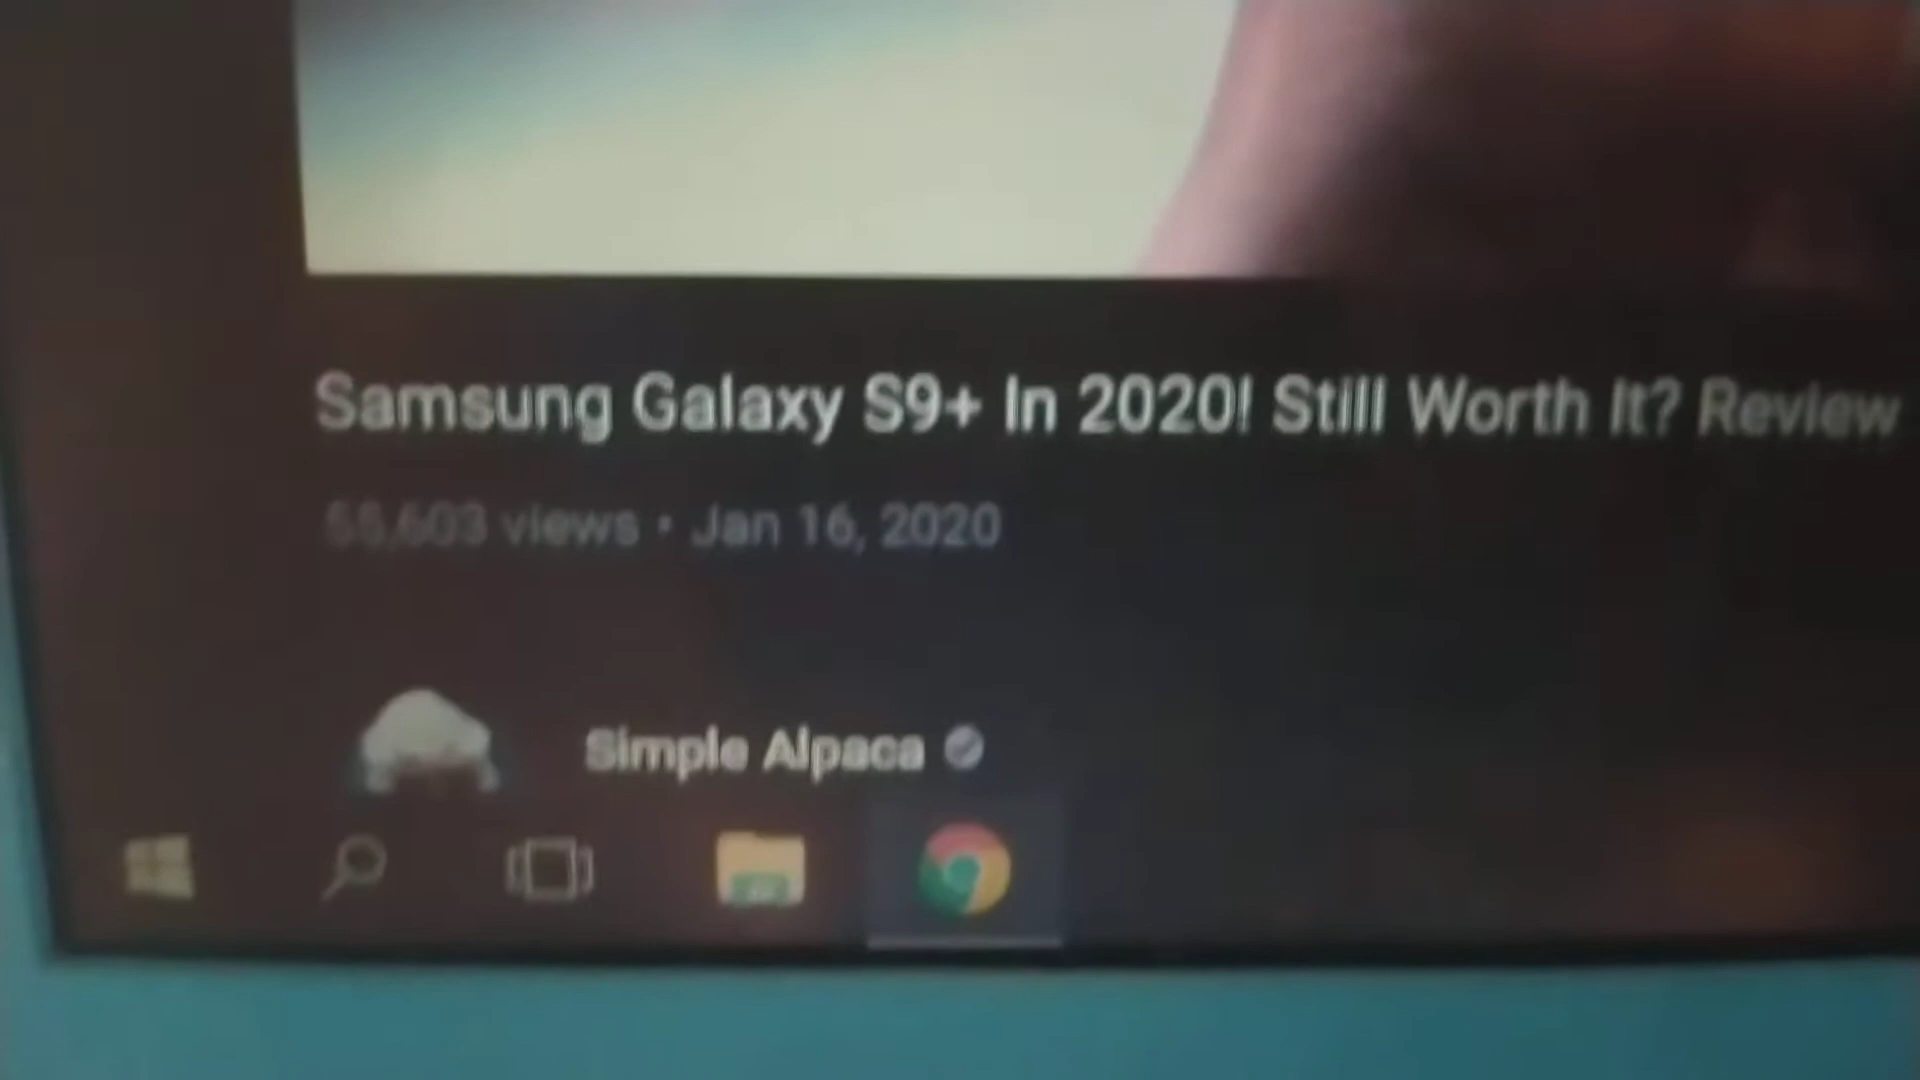 Samsung Galaxy S9+ In 2020! Still Worth It? Review
views • Jan 16, 2020
Simple Alpaca